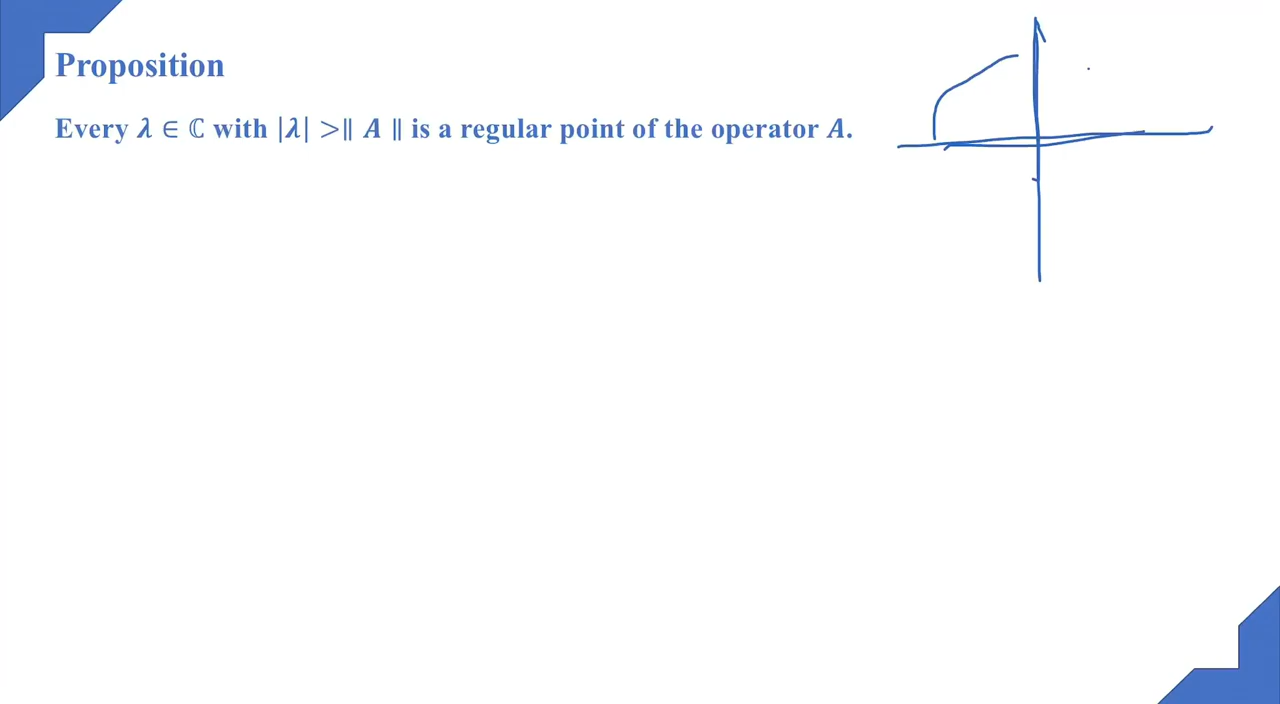 Proposition
Every λ ∈ ℂ with |λ| >∥ A ∥ is a regular point of the operator A.